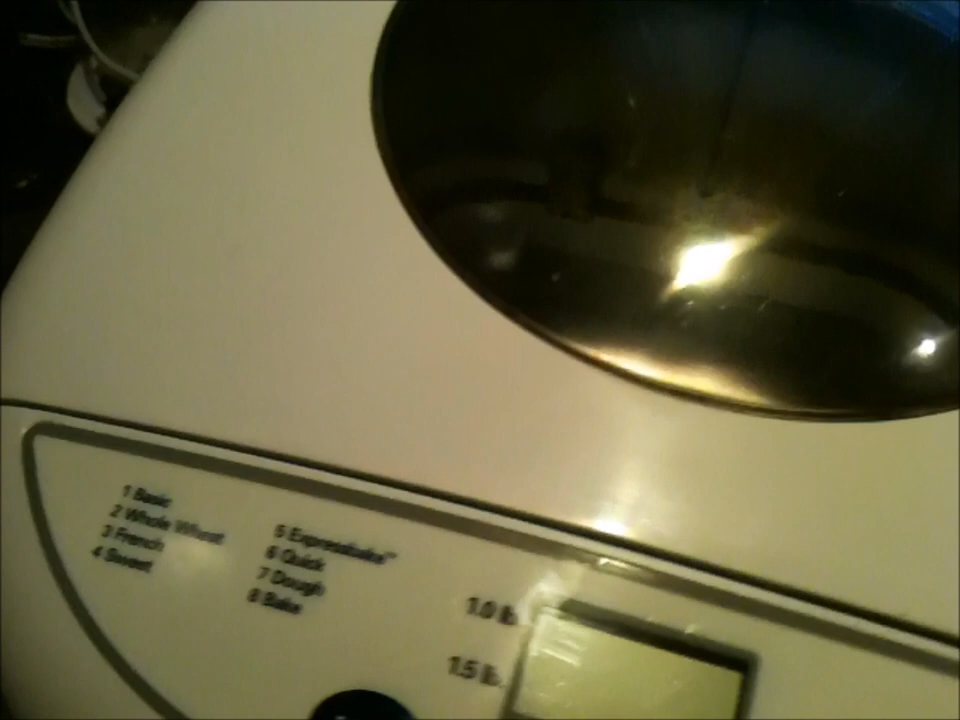 1 Basic
2 Whole Wheat
3 French
4 Sweet
5 Expressbake™
6 Quick
7 Dough
8 Bake
1.0 lb.
1.5 lb.